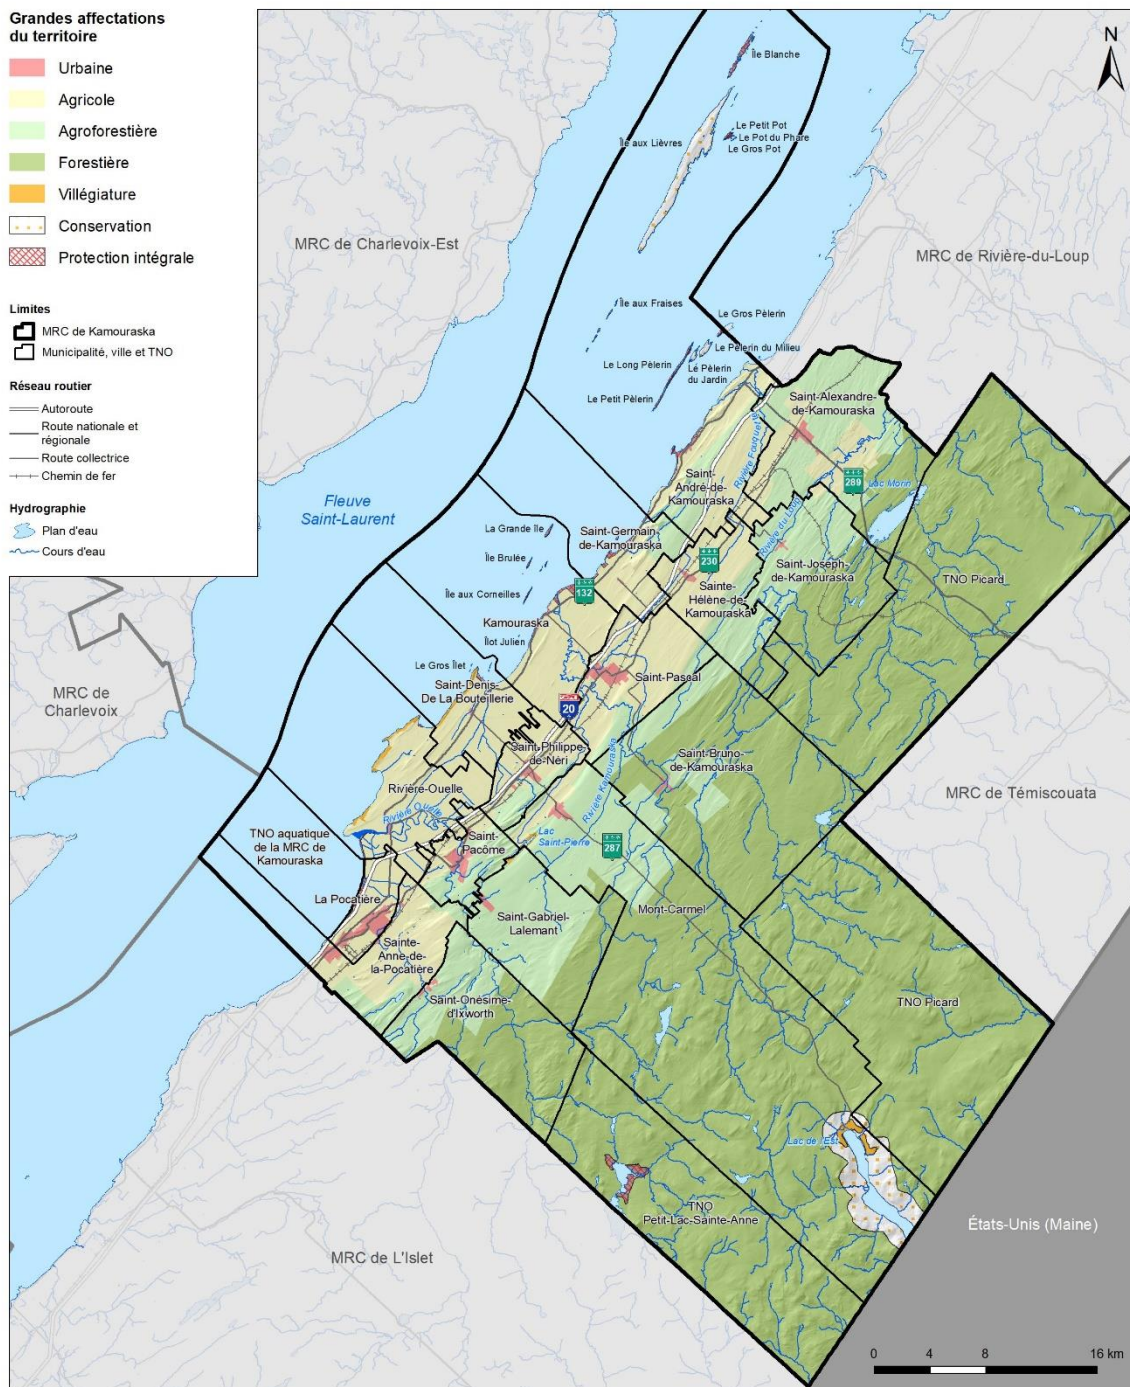 Grandes affectations
du territoire
Urbaine
Agricole
Agroforestière
Forestière
Villégiature
Conservation
Protection intégrale
Limites
MRC de Kamouraska
Municipalité, ville et TNO
Réseau routier
Autoroute
Route nationale et
régionale
Route collectrice
Chemin de fer
Hydrographie
Plan d'eau
Cours d'eau
N
Île Blanche
Le Petit Pot
Le Pot du Phare
Le Gros Pot
Île aux Lièvres
MRC de Charlevoix-Est
MRC de Rivière-du-Loup
Île aux Fraises
Le Gros Pèlerin
Le Pèlerin du Milieu
Le Long Pèlerin
Le Pèlerin
du Jardin
Le Petit Pèlerin
Saint-Alexandre-
de-Kamouraska
Rivière Fouquette
Saint-
André-de-
Kamouraska
289
Lac Morin
Fleuve
Saint-Laurent
La Grande Île
Saint-Germain-
de-Kamouraska
Rivière du Loup
Île Brulée
230
Saint-Joseph-
de-Kamouraska
TNO Picard
132
Sainte-
Hélène-de-
Kamouraska
Île aux Corneilles
Kamouraska
Îlot Julien
Le Gros Îlet
Saint-Pascal
Saint-Denis-
De La Bouteillerie
MRC de
Charlevoix
20
Saint-Philippe-
de-Néri
Saint-Bruno-
de-Kamouraska
Rivière Kamouraska
Rivière-Ouelle
MRC de Témiscouata
Rivière Ouelle
TNO aquatique
de la MRC de
Kamouraska
Saint-
Pacôme
Lac
Saint-Pierre
287
La Pocatière
Saint-Gabriel-
Lalemant
Mont-Carmel
Sainte-
Anne-de-
la-Pocatière
Saint-Onésime-
d'Ixworth
TNO Picard
Lac de l'Est
TNO
Petit-Lac-Sainte-Anne
États-Unis (Maine)
MRC de L'Islet
0 4 8 16 km